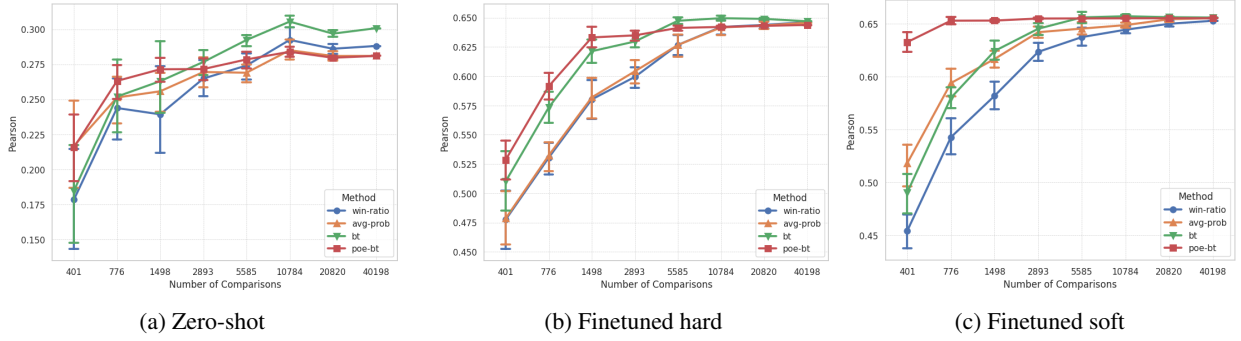 0.300
0.275
0.250
0.225
0.200
0.175
0.150
Pearson
401 776 1498 2893 5585 10784 20820 40198
Number of Comparisons
Method
win-ratio
avg-prob
bt
poe-bt
(a) Zero-shot
0.650
0.625
0.600
0.575
0.550
0.525
0.500
0.475
0.450
Pearson
401 776 1498 2893 5585 10784 20820 40198
Number of Comparisons
Method
win-ratio
avg-prob
bt
poe-bt
(b) Finetuned hard
0.65
0.60
0.55
0.50
0.45
Pearson
401 776 1498 2893 5585 10784 20820 40198
Number of Comparisons
Method
win-ratio
avg-prob
bt
poe-bt
(c) Finetuned soft